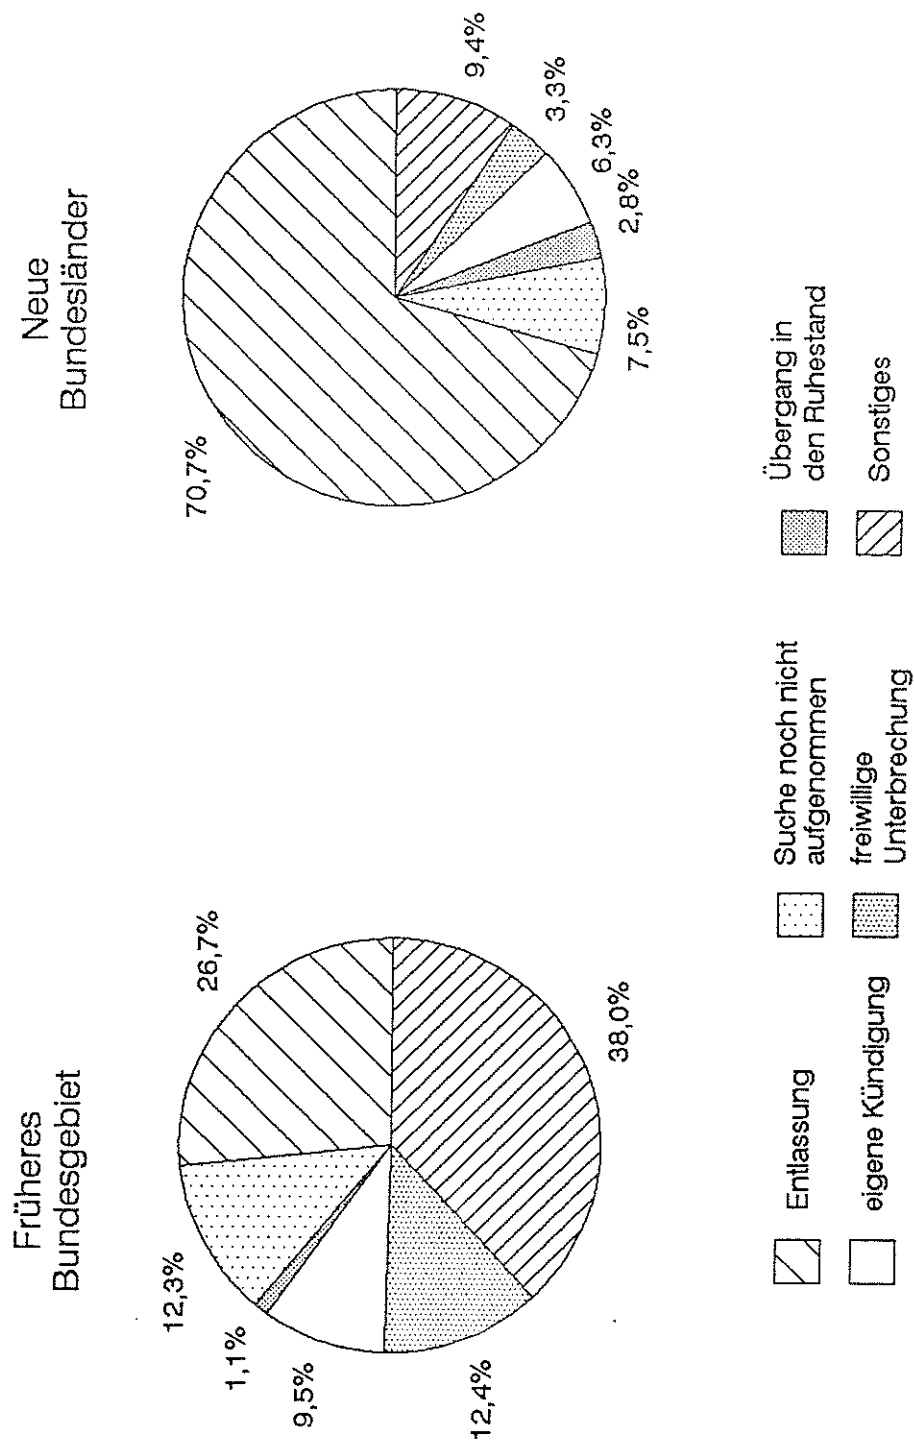 Früheres
Bundesgebiet
26,7%
12,3%
1,1%
9,5%
12,4%
38,0%
Neue
Bundesländer
70,7%
9,4%
3,3%
6,3%
2,8%
7,5%
Entlassung
eigene Kündigung
Suche noch nicht
aufgenommen
freiwillige
Unterbrechung
Übergang in
den Ruhestand
Sonstiges